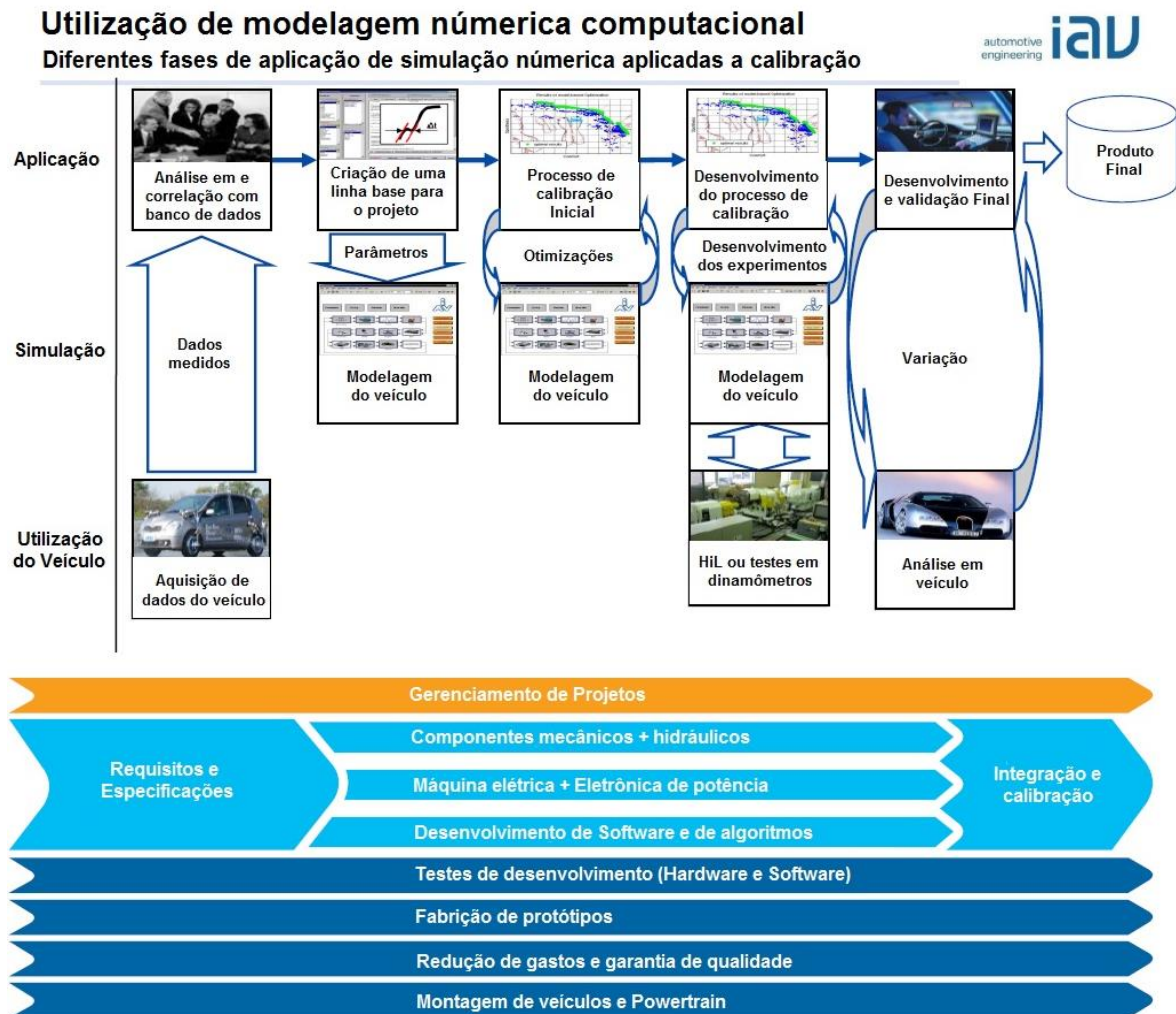 Utilização de modelagem númerica computacional
Diferentes fases de aplicação de simulação númerica aplicadas a calibração
automotive
engineering
iav
Aplicação
Análise em e
correlação com
banco de dados
Criação de uma
linha base para
o projeto
Processo de
calibração
Inicial
Desenvolvimento
do processo de
calibração
Desenvolvimento
e validação Final
Produto
Final
Parâmetros
Otimizações
Desenvolvimento
dos experimentos
Simulação
Dados
medidos
Modelagem
do veículo
Modelagem
do veículo
Modelagem
do veículo
Variação
Utilização
do Veículo
Aquisição de
dados do veículo
HiL ou testes em
dinamômetros
Análise em
veículo
Gerenciamento de Projetos
Requisitos e
Especificações
Componentes mecânicos + hidráulicos
Máquina elétrica + Eletrônica de potência
Desenvolvimento de Software e de algoritmos
Integração e
calibração
Testes de desenvolvimento (Hardware e Software)
Fabrição de protótipos
Redução de gastos e garantia de qualidade
Montagem de veículos e Powertrain